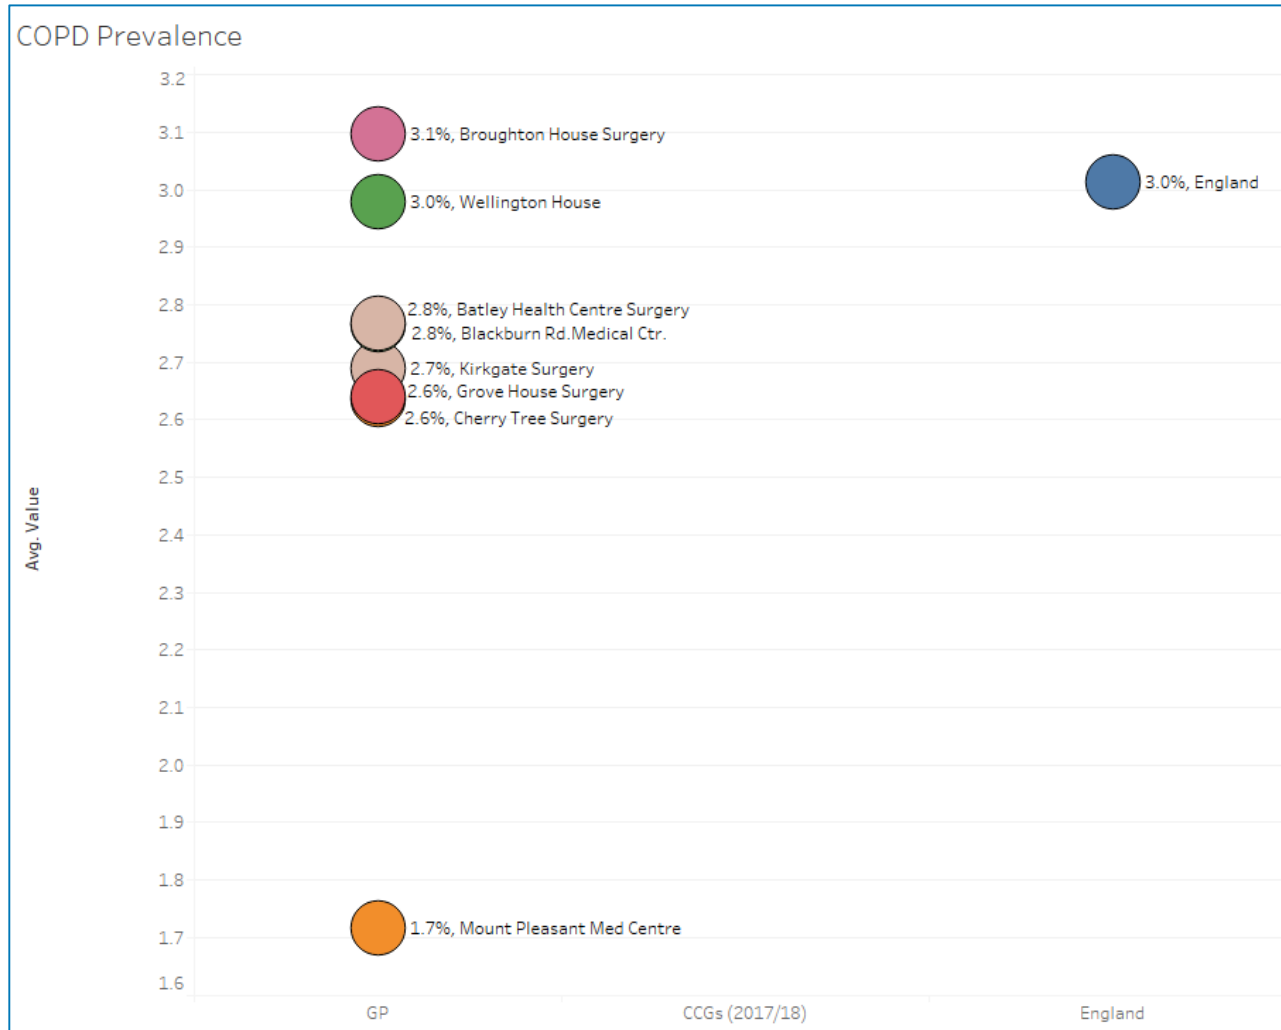 COPD Prevalence
3.2
3.1
3.0
2.9
2.8
2.7
2.6
2.5
2.4
2.3
2.2
2.1
2.0
1.9
1.8
1.7
1.6
Avg. Value
3.1%, Broughton House Surgery
3.0%, Wellington House
3.0%, England
2.8%, Batley Health Centre Surgery
2.8%, Blackburn Rd.Medical Ctr.
2.7%, Kirkgate Surgery
2.6%, Grove House Surgery
2.6%, Cherry Tree Surgery
1.7%, Mount Pleasant Med Centre
GP
CCGs (2017/18)
England